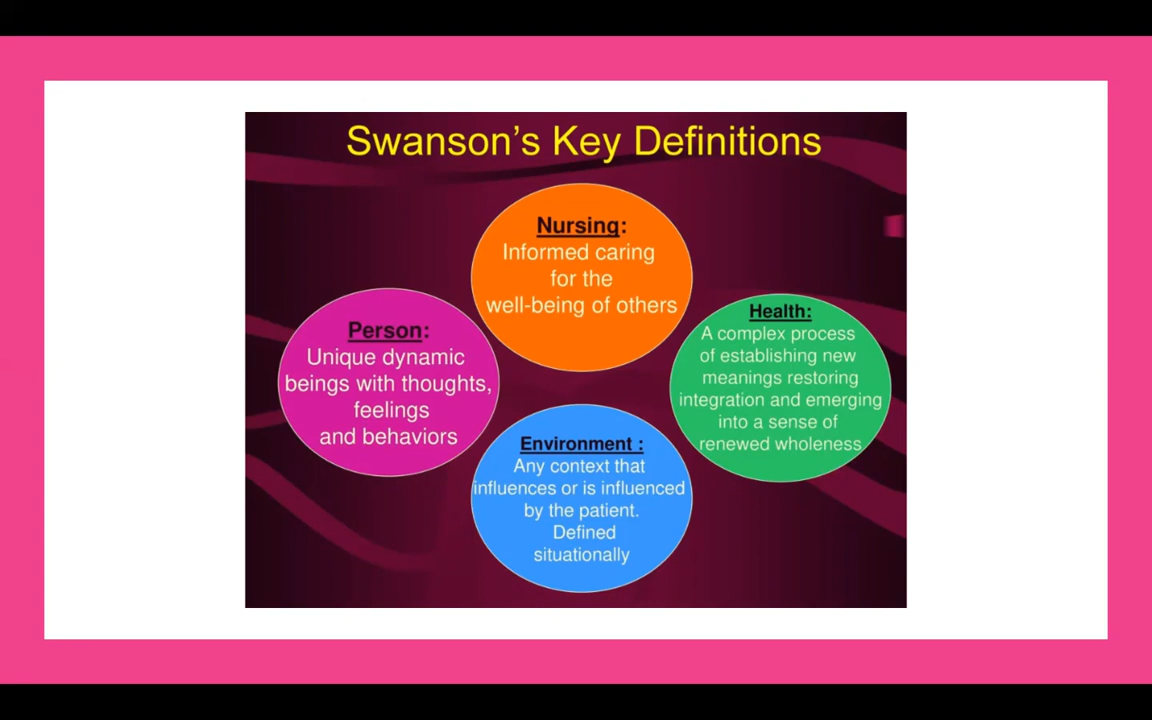 Swanson's Key Definitions
Nursing:
Informed caring
for the
well-being of others
Person:
Unique dynamic
beings with thoughts,
feelings
and behaviors
Health:
A complex process
of establishing new
meanings restoring
integration and emerging
into a sense of
renewed wholeness
Environment :
Any context that
influences or is influenced
by the patient.
Defined
situationally